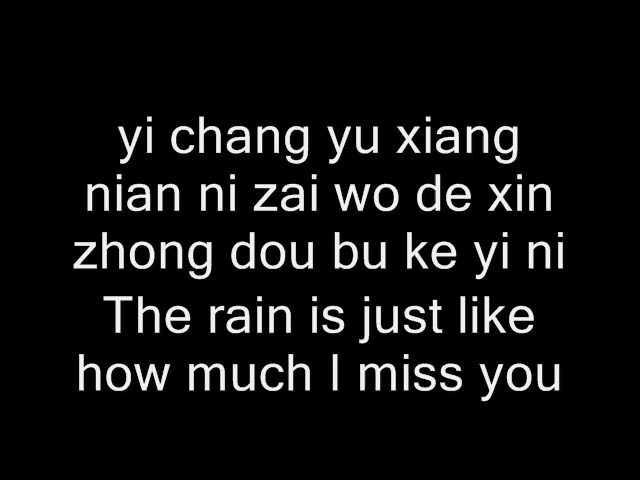 yi chang yu xiang
nian ni zai wo de xin
zhong dou bu ke yi ni
The rain is just like
how much I miss you